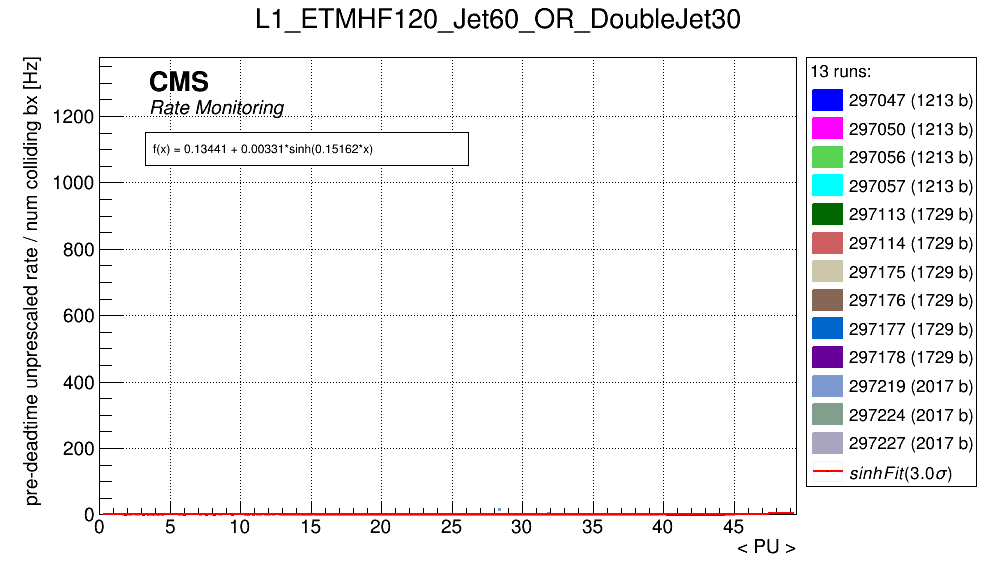 L1_ETMHF120_Jet60_OR_DoubleJet30
pre-deadtime unprescaled rate / num colliding bx [Hz]
CMS
Rate Monitoring
f(x) = 0.13441 + 0.00331*sinh(0.15162*x)
1200
1000
800
600
400
200
0
0 5 10 15 20 25 30 35 40 45
< PU >
13 runs:
297047 (1213 b)
297050 (1213 b)
297056 (1213 b)
297057 (1213 b)
297113 (1729 b)
297114 (1729 b)
297175 (1729 b)
297176 (1729 b)
297177 (1729 b)
297178 (1729 b)
297219 (2017 b)
297224 (2017 b)
297227 (2017 b)
sinhFit(3.0σ)